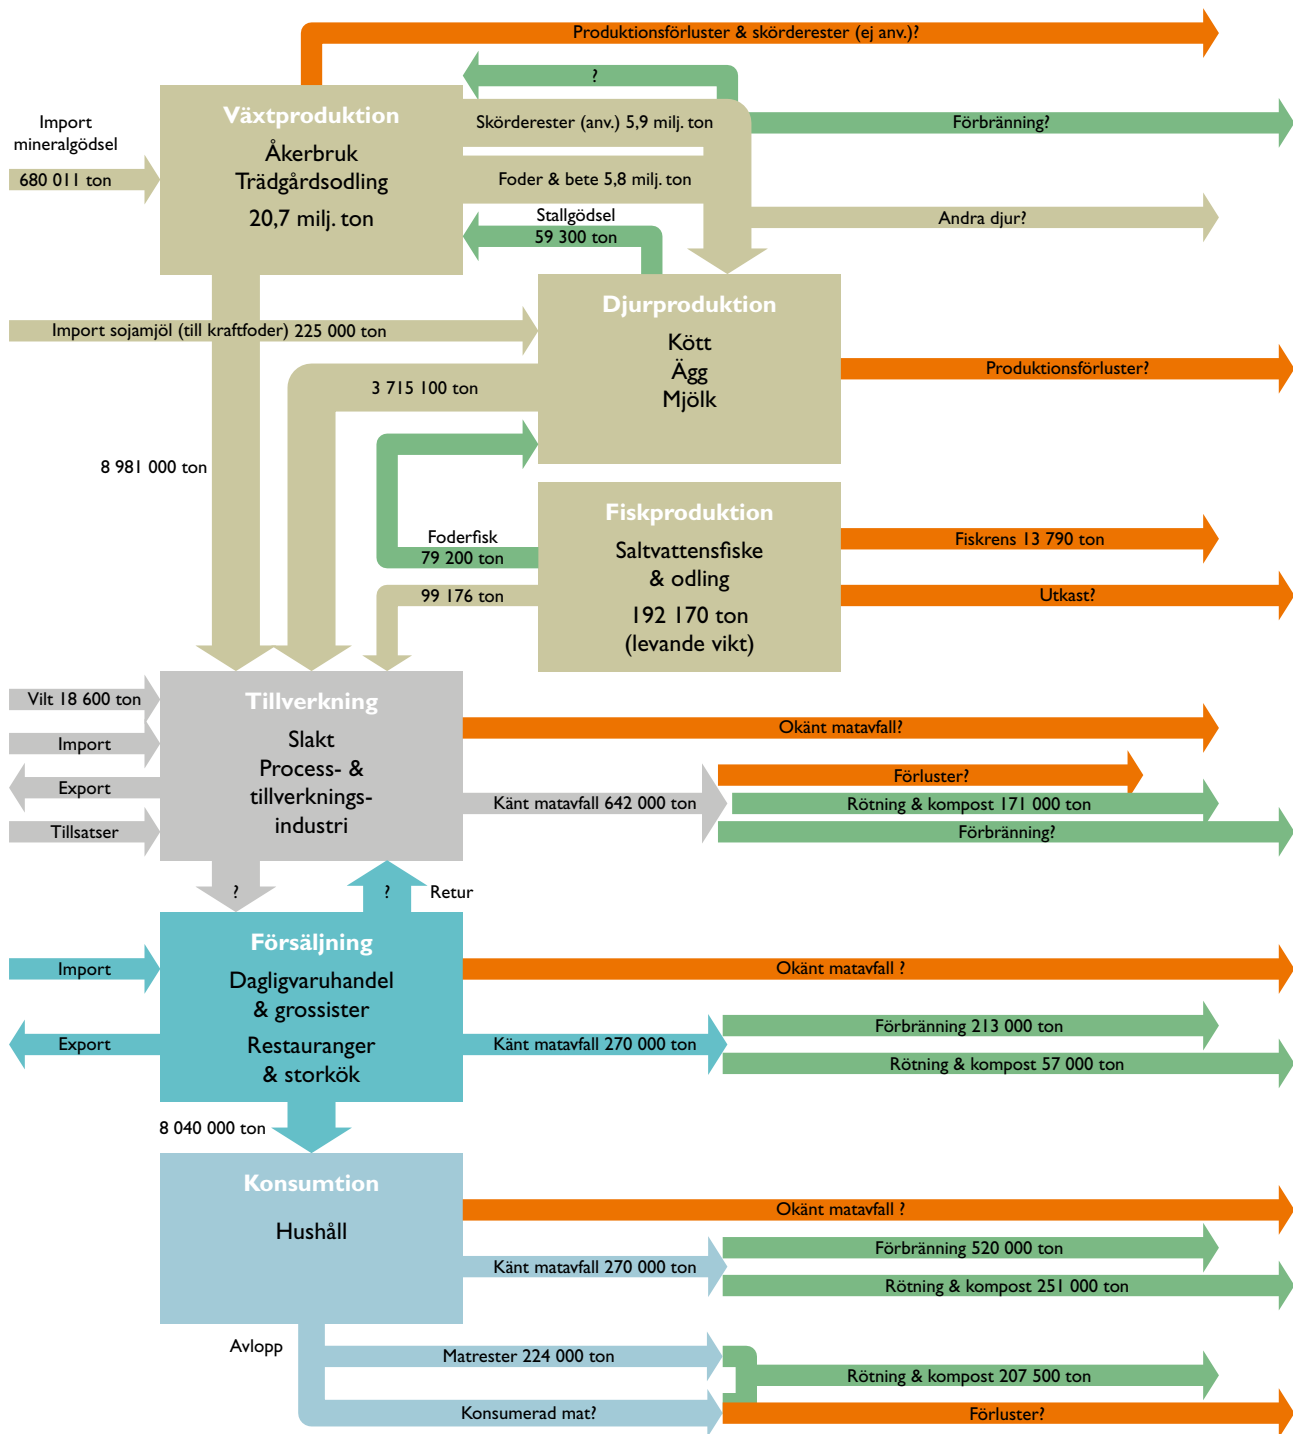 Produktionsförluster & skörderester (ej anv.)?
?
Växtproduktion
Åkerbruk
Trädgårdsodling
20,7 milj. ton
Import
mineralgödsel
680 011 ton
Skörderester (anv.) 5,9 milj. ton
Förbränning?
Foder & bete 5,8 milj. ton
Andra djur?
Stallgödsel
59 300 ton
Djurproduktion
Kött
Ägg
Mjölk
Import sojamjöl (till kraftfoder) 225 000 ton
Produktionsförluster?
3 715 100 ton
8 981 000 ton
Fiskproduktion
Saltvattensfiske
& odling
192 170 ton
(levande vikt)
Foderfisk
79 200 ton
Fiskrens 13 790 ton
99 176 ton
Utkast?
Tillverkning
Slakt
Process- &
tillverknings-
industri
Vilt 18 600 ton
Import
Export
Tillsatser
Okänt matavfall?
Förluster?
Känt matavfall 642 000 ton
Rötning & kompost 171 000 ton
Förbränning?
?
?
Retur
Försäljning
Dagligvaruhandel
& grossister
Restauranger
& storkök
Import
Export
Okänt matavfall ?
Förbränning 213 000 ton
Känt matavfall 270 000 ton
Rötning & kompost 57 000 ton
8 040 000 ton
Konsumtion
Hushåll
Okänt matavfall ?
Förbränning 520 000 ton
Känt matavfall 270 000 ton
Rötning & kompost 251 000 ton
Avlopp
Matrester 224 000 ton
Rötning & kompost 207 500 ton
Konsumerad mat?
Förluster?